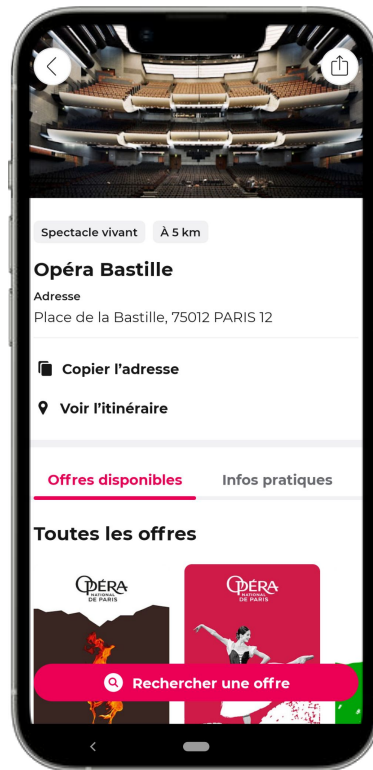 Spectacle vivant
À 5 km
Opéra Bastille
Adresse
Place de la Bastille, 75012 PARIS 12
Copier l’adresse
Voir l’itinéraire
Offres disponibles
Infos pratiques
Toutes les offres
OPÉRA
NATIONAL
DE PARIS
OPÉRA
NATIONAL
DE PARIS
Rechercher une offre